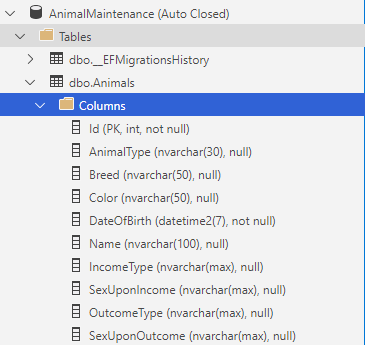 AnimalMaintenance (Auto Closed)
Tables
dbo.__EFMigrationsHistory
dbo.Animals
Columns
Id (PK, int, not null)
AnimalType (nvarchar(30), null)
Breed (nvarchar(50), null)
Color (nvarchar(50), null)
DateOfBirth (datetime2(7), not null)
Name (nvarchar(100), null)
IncomeType (nvarchar(max), null)
SexUponIncome (nvarchar(max), null)
OutcomeType (nvarchar(max), null)
SexUponOutcome (nvarchar(max), null)